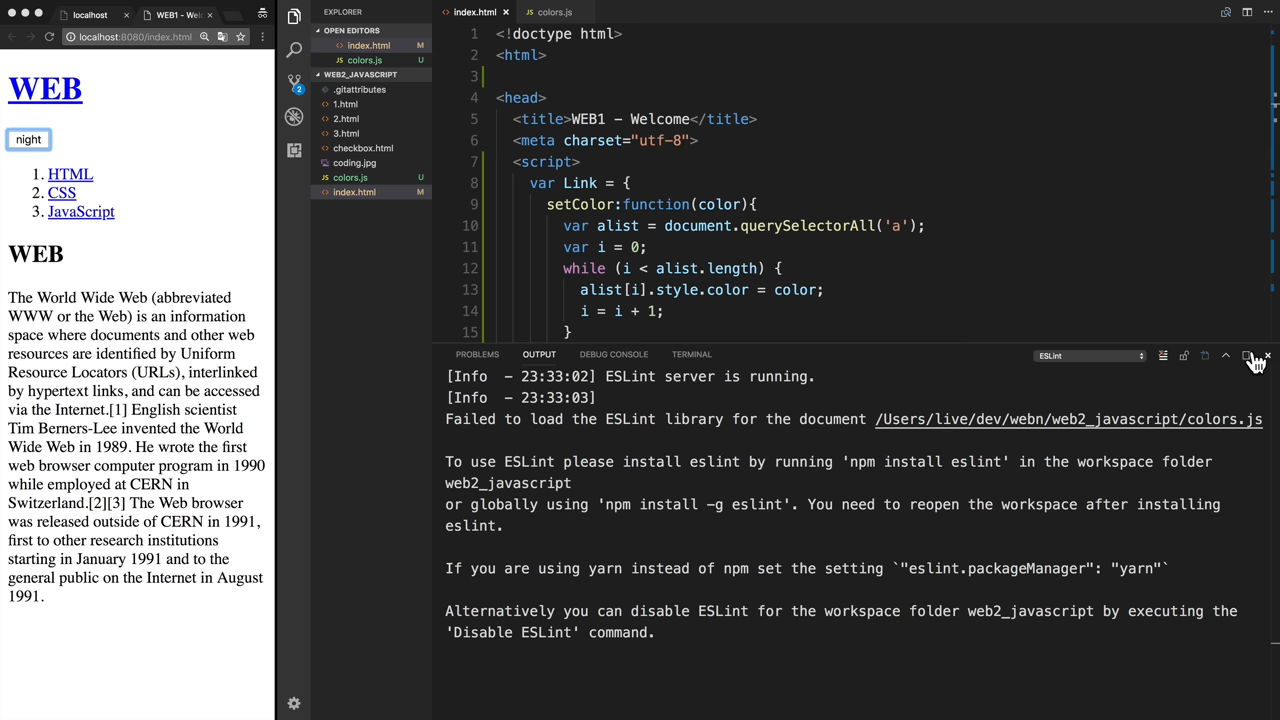 localhost
WEB1 - Wel
localhost:8080/index.html
WEB
night
1. HTML
2. CSS
3. JavaScript
WEB
The World Wide Web (abbreviated
WWW or the Web) is an information
space where documents and other web
resources are identified by Uniform
Resource Locators (URLs), interlinked
by hypertext links, and can be accessed
via the Internet.[1] English scientist
Tim Berners-Lee invented the World
Wide Web in 1989. He wrote the first
web browser computer program in 1990
while employed at CERN in
Switzerland.[2][3] The Web browser
was released outside of CERN in 1991,
first to other research institutions
starting in January 1991 and to the
general public on the Internet in August
1991.
2
EXPLORER
OPEN EDITORS
index.html M
colors.js U
WEB2_JAVASCRIPT
.gitattributes
1.html
2.html
3.html
checkbox.html
coding.jpg
colors.js U
index.html M
index.html
colors.js
1 <!doctype html>
2 <html>
3
4 <head>
5 <title>WEB1 - Welcome</title>
6 <meta charset="utf-8">
7 <script>
8 var Link = {
9 setColor:function(color){
10 var alist = document.querySelectorAll('a');
11 var i = 0;
12 while (i < alist.length) {
13 alist[i].style.color = color;
14 i = i + 1;
15 }
PROBLEMS OUTPUT DEBUG CONSOLE TERMINAL
ESLint
[Info  - 23:33:02] ESLint server is running.
[Info  - 23:33:03]
Failed to load the ESLint library for the document /Users/live/dev/webn/web2_javascript/colors.js
To use ESLint please install eslint by running 'npm install eslint' in the workspace folder
web2_javascript
or globally using 'npm install -g eslint'. You need to reopen the workspace after installing
eslint.
If you are using yarn instead of npm set the setting `"eslint.packageManager": "yarn"`
Alternatively you can disable ESLint for the workspace folder web2_javascript by executing the
'Disable ESLint' command.